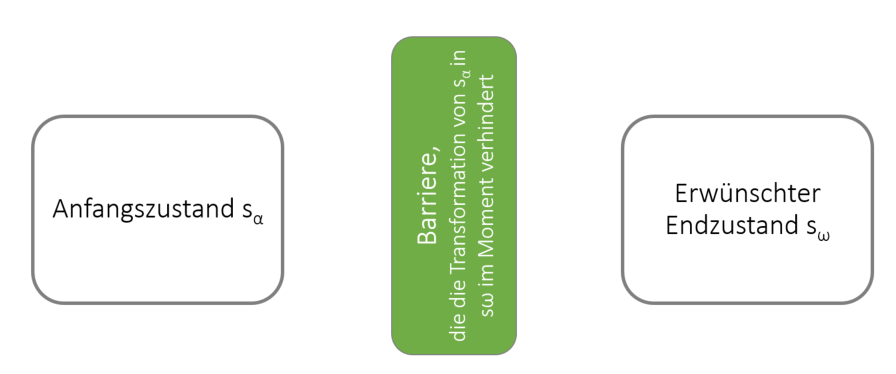 Anfangszustand sα
Barriere,
die die Transformation von sα in
sω im Moment verhindert
Erwünschter
Endzustand sω